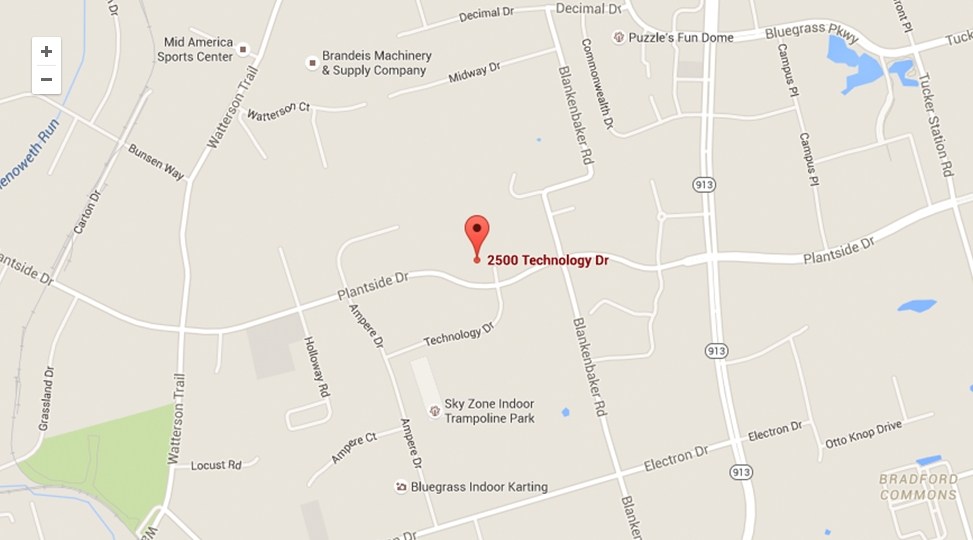 Decimal Dr
Decimal Dr
Mid America
Sports Center
Brandeis Machinery
& Supply Company
Puzzle's Fun Dome
Bluegrass Pkwy
Midway Dr
Watterson Trail
Watterson Ct
Blankenbaker Rd
Commonwealth Dr
Campus Pl
Campus Pl
Tucker Station Rd
Bunsen Way
Carton Dr
913
2500 Technology Dr
Plantside Dr
Plantside Dr
Ampere Dr
Technology Dr
Holloway Rd
Blankenbaker Rd
913
Grassland Dr
Watterson Trail
Sky Zone Indoor
Trampoline Park
Ampere Ct
Ampere Dr
Locust Rd
Electron Dr
Electron Dr
Otto Knop Drive
913
Bluegrass Indoor Karting
BRADFORD
COMMONS